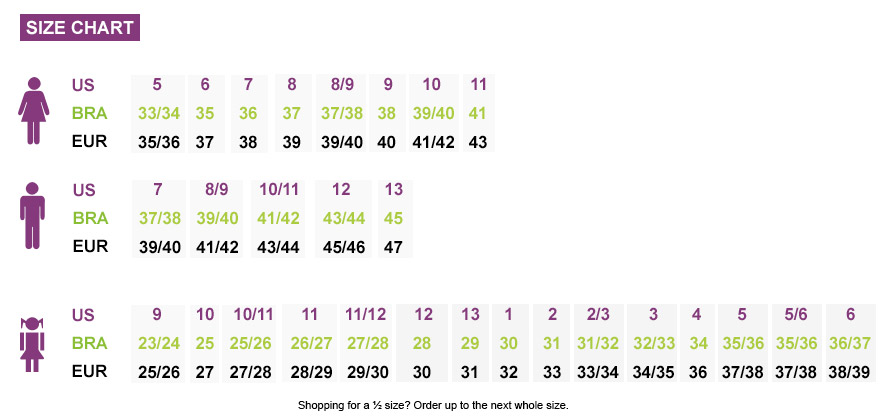 SIZE CHART
US 5 6 7 8 8/9 9 10 11
BRA 33/34 35 36 37 37/38 38 39/40 41
EUR 35/36 37 38 39 39/40 40 41/42 43
US 7 8/9 10/11 12 13
BRA 37/38 39/40 41/42 43/44 45
EUR 39/40 41/42 43/44 45/46 47
US 9 10 10/11 11 11/12 12 13 1 2 2/3 3 4 5 5/6 6
BRA 23/24 25 25/26 26/27 27/28 28 29 30 31 31/32 32/33 34 35/36 35/36 36/37
EUR 25/26 27 27/28 28/29 29/30 30 31 32 33 33/34 34/35 36 37/38 37/38 38/39
Shopping for a ½ size? Order up to the next whole size.